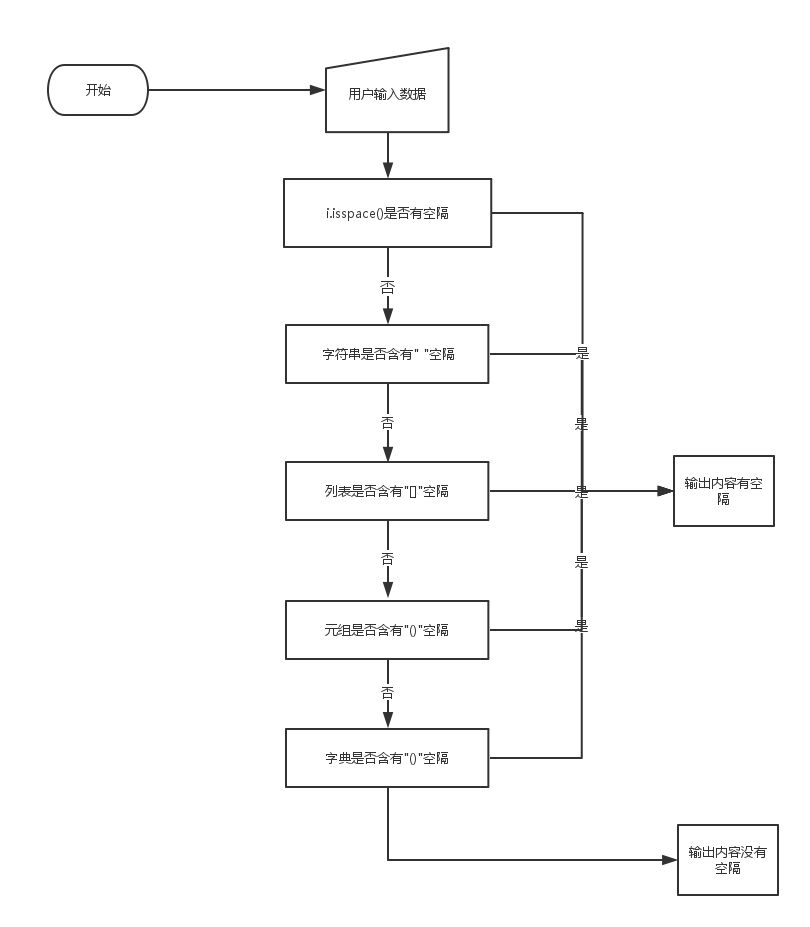 开始
用户输入数据
i.isspace()是否有空隔
否
字符串是否含有" "空隔
是
否
是
列表是否含有"[]"空隔
是
输出内容有空
隔
否
是
元组是否含有"()"空隔
是
否
字典是否含有"()"空隔
输出内容没有
空隔